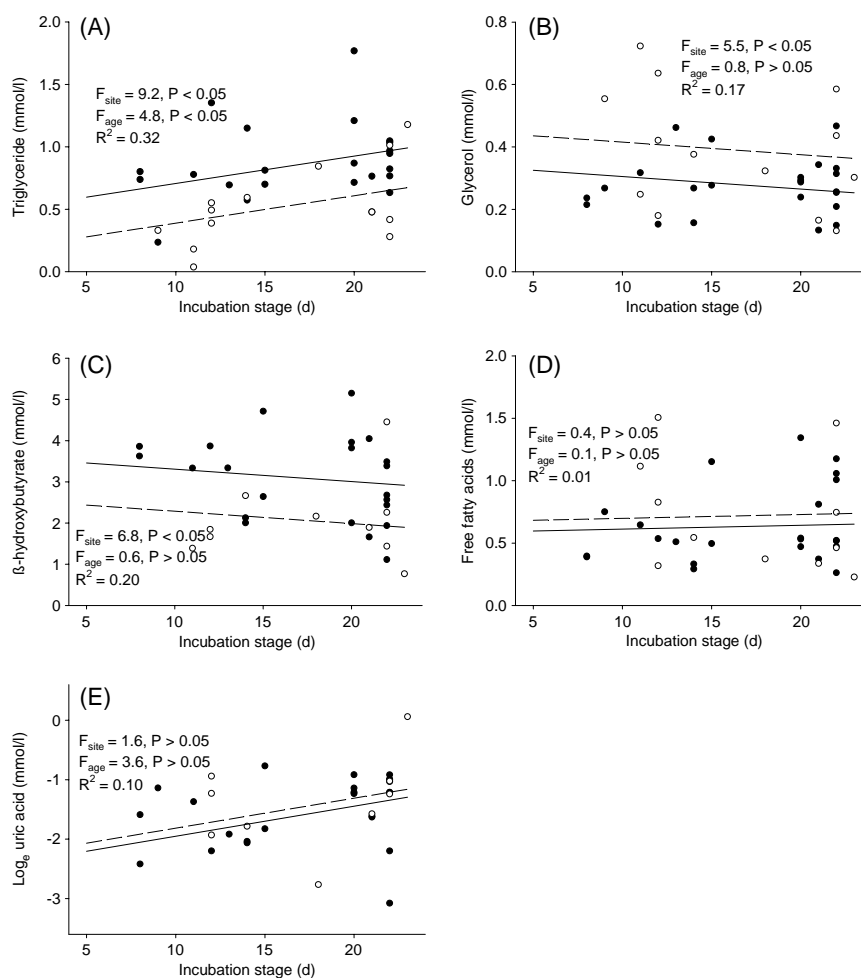 (A)
2.0
1.5
1.0
0.5
0.0
Triglyceride (mmol/l)
F_site = 9.2, P < 0.05
F_age = 4.8, P < 0.05
R² = 0.32
5 10 15 20
Incubation stage (d)
(B)
0.8
0.6
0.4
0.2
0.0
Glycerol (mmol/l)
F_site = 5.5, P < 0.05
F_age = 0.8, P > 0.05
R² = 0.17
5 10 15 20
Incubation stage (d)
(C)
6
5
4
3
2
1
0
ß-hydroxybutyrate (mmol/l)
F_site = 6.8, P < 0.05
F_age = 0.6, P > 0.05
R² = 0.20
5 10 15 20
Incubation stage (d)
(D)
2.0
1.5
1.0
0.5
0.0
Free fatty acids (mmol/l)
F_site = 0.4, P > 0.05
F_age = 0.1, P > 0.05
R² = 0.01
5 10 15 20
Incubation stage (d)
(E)
0
-1
-2
-3
Log_e uric acid (mmol/l)
F_site = 1.6, P > 0.05
F_age = 3.6, P > 0.05
R² = 0.10
5 10 15 20
Incubation stage (d)